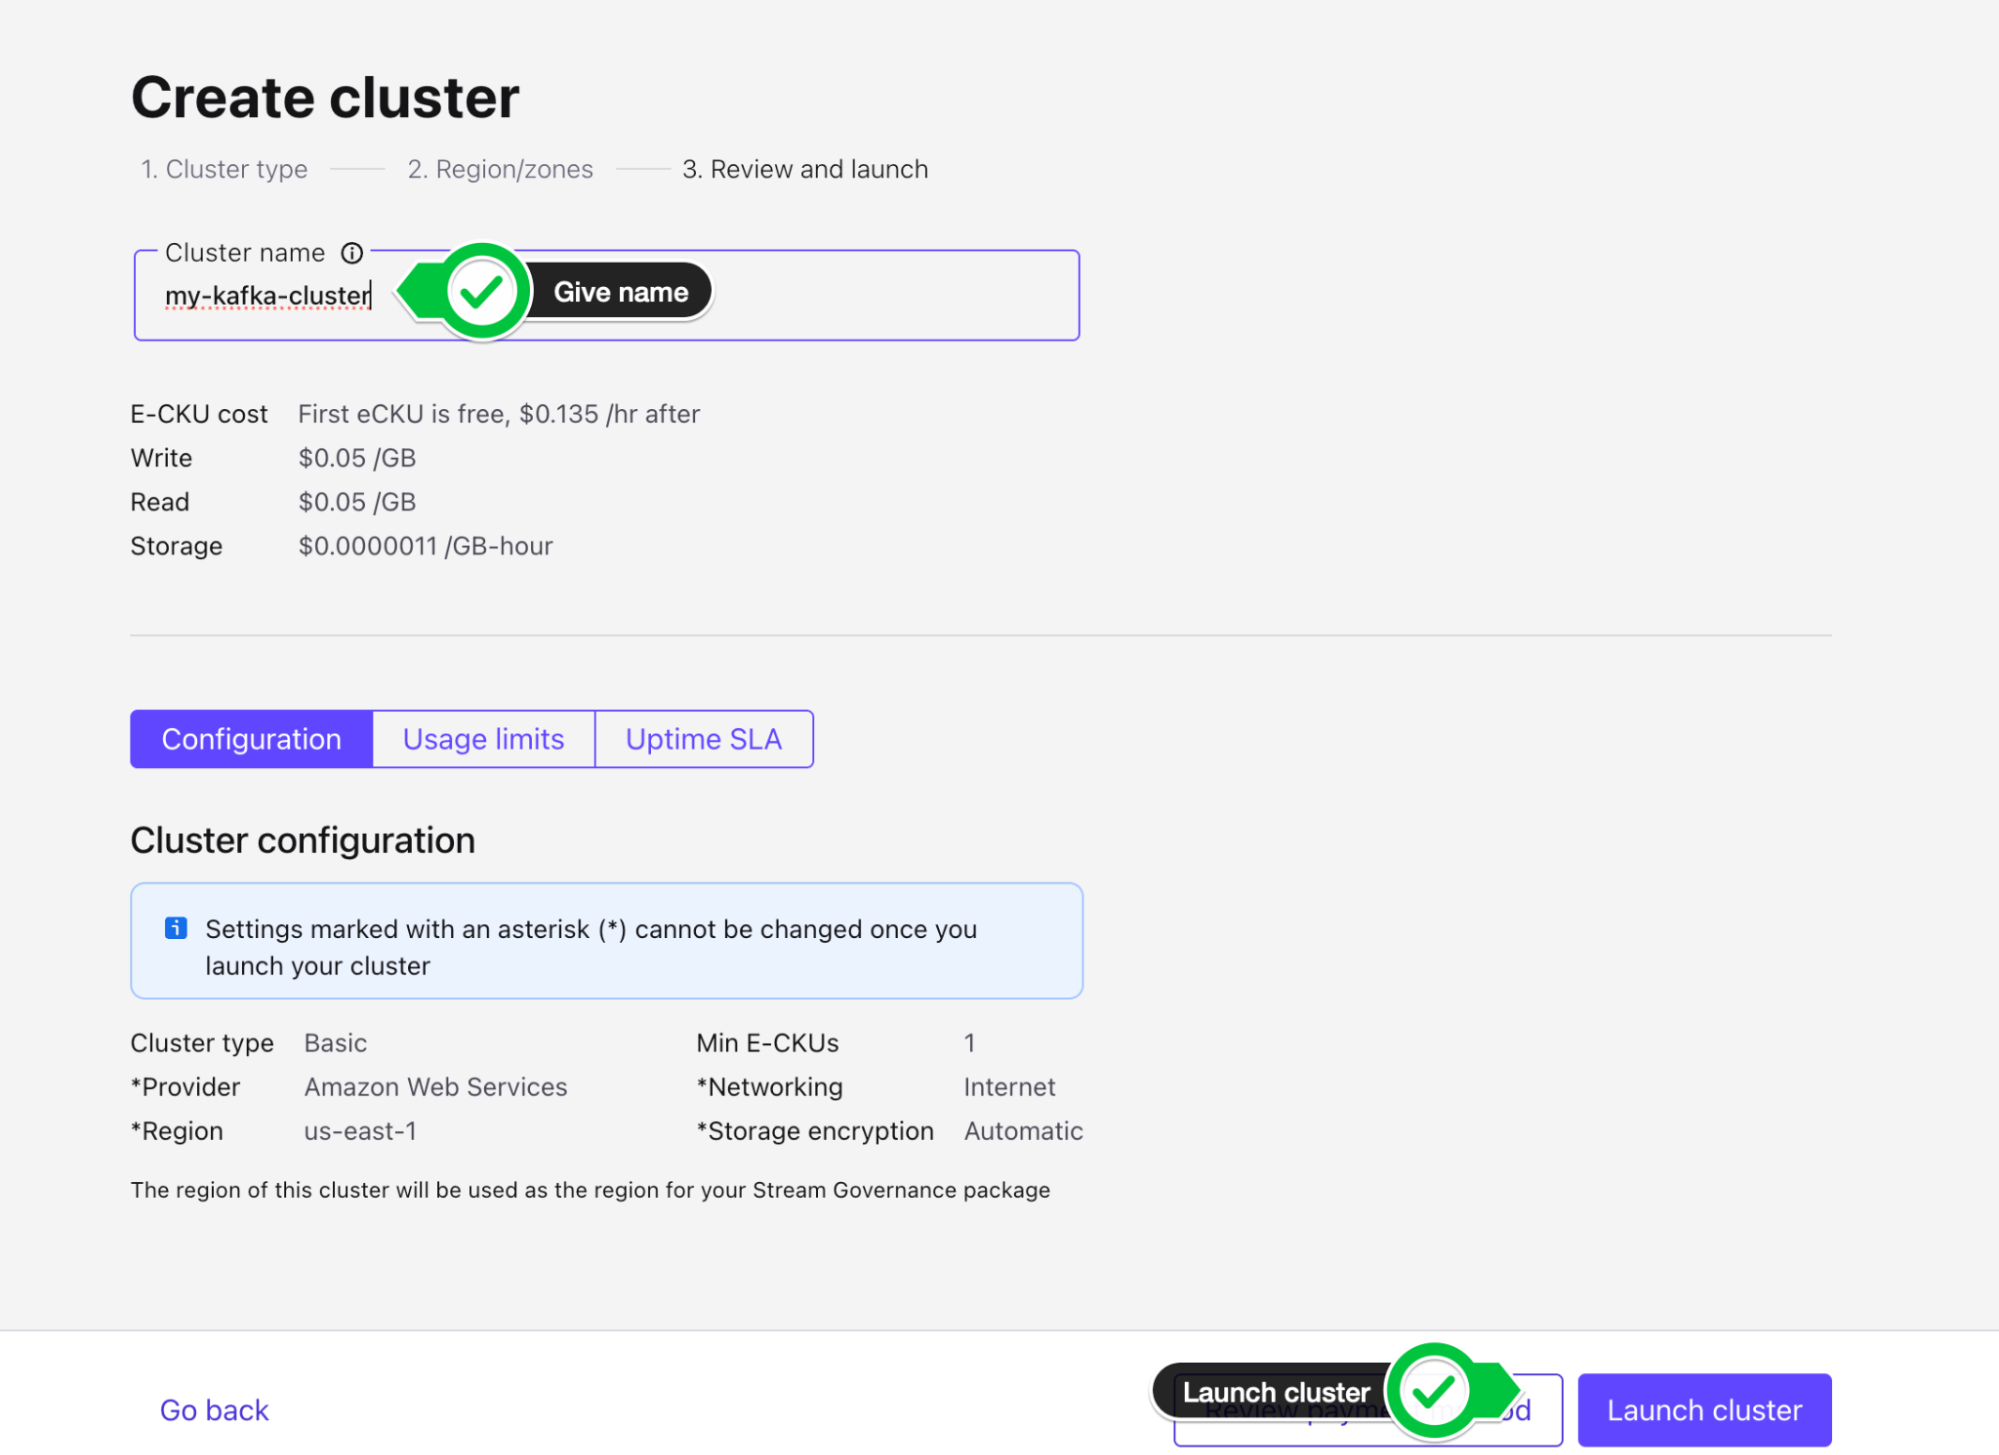 Create cluster
1. Cluster type 2. Region/zones 3. Review and launch
Cluster name
my-kafka-cluster
Give name
E-CKU cost First eCKU is free, $0.135 /hr after
Write $0.05 /GB
Read $0.05 /GB
Storage $0.0000011 /GB-hour
Configuration Usage limits Uptime SLA
Cluster configuration
Settings marked with an asterisk (*) cannot be changed once you
launch your cluster
Cluster type Basic Min E-CKUs 1
*Provider Amazon Web Services *Networking Internet
*Region us-east-1 *Storage encryption Automatic
The region of this cluster will be used as the region for your Stream Governance package
Launch cluster
Go back Review Launch cluster